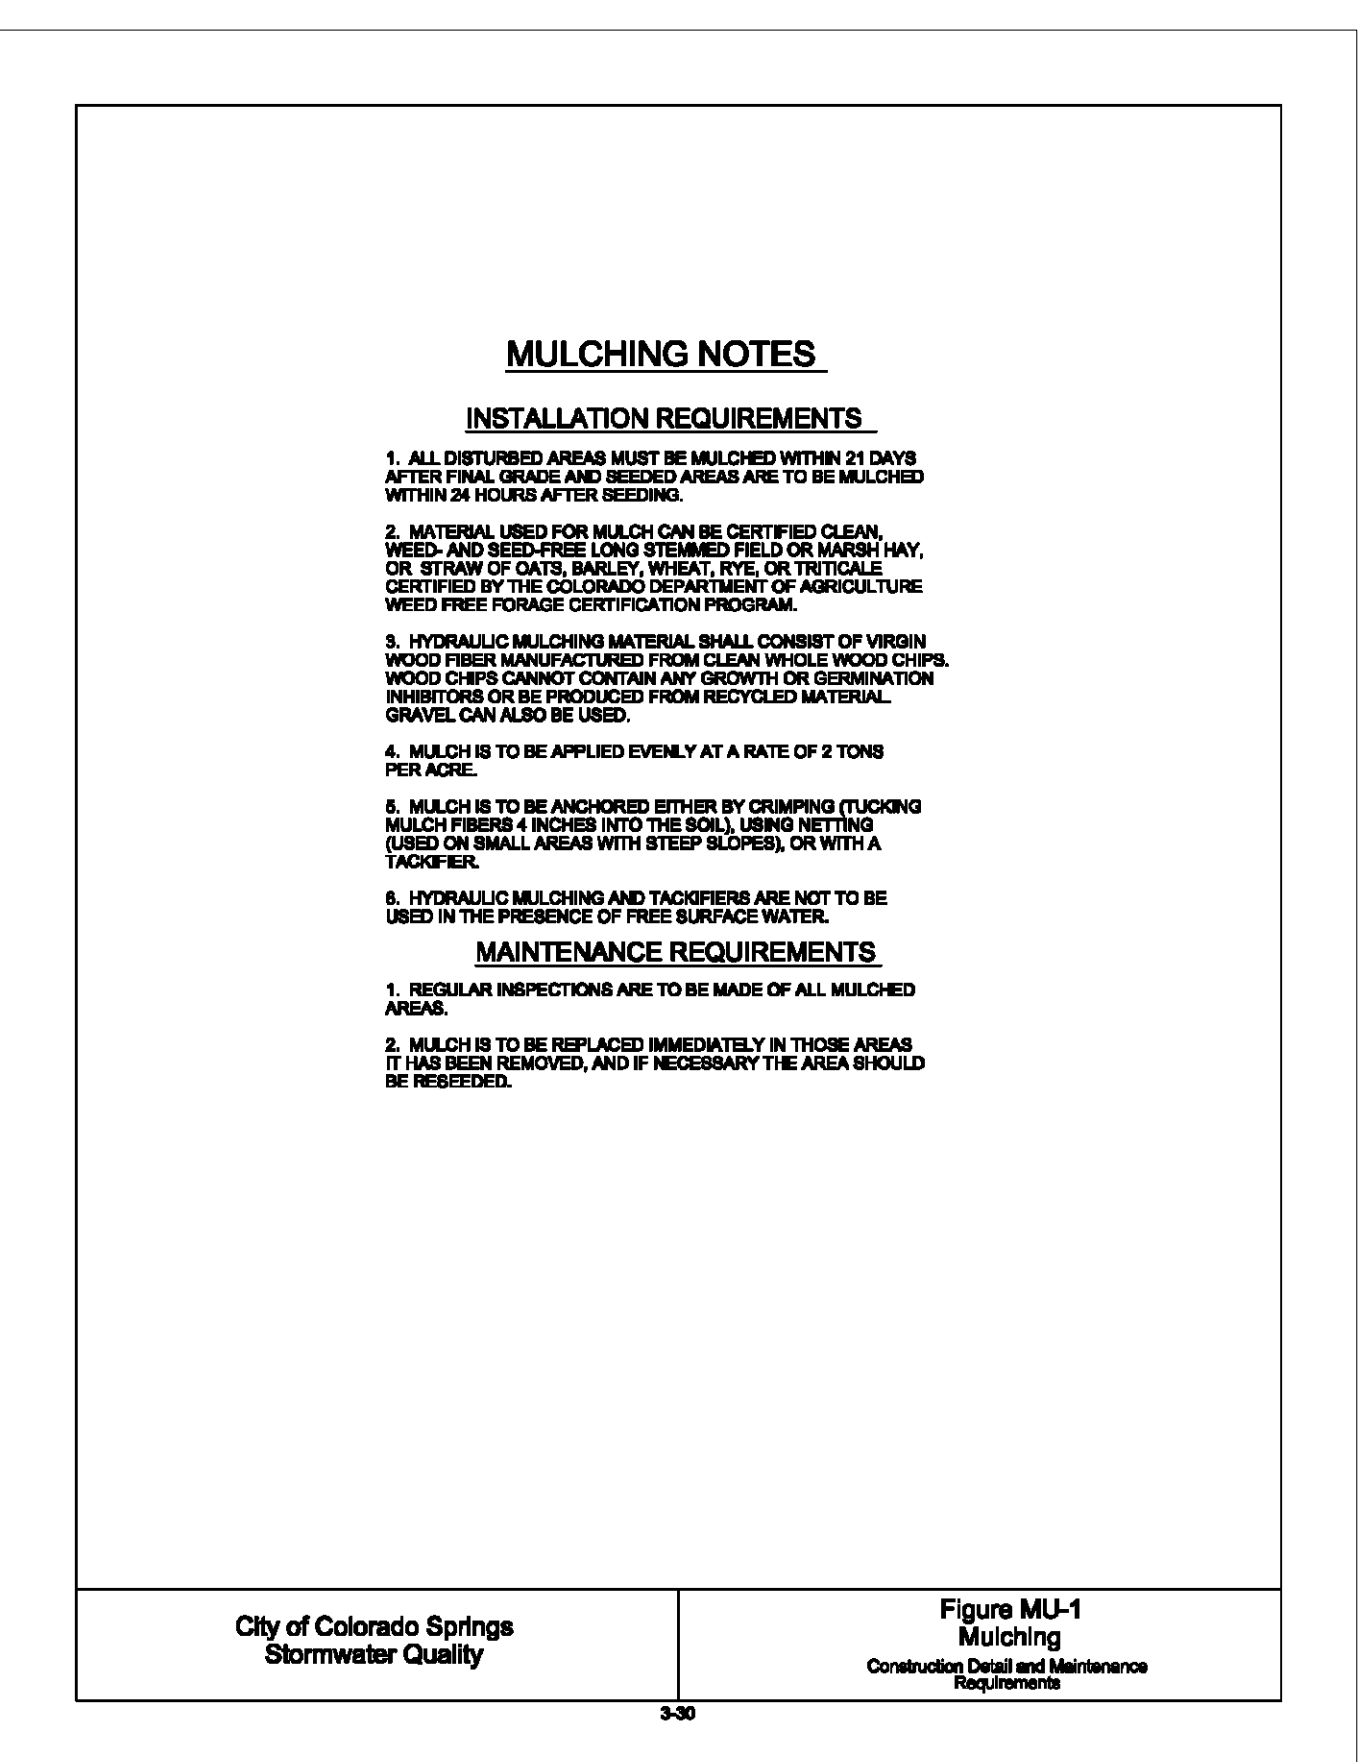 MULCHING NOTES
INSTALLATION REQUIREMENTS
1. ALL DISTURBED AREAS MUST BE MULCHED WITHIN 21 DAYS
AFTER FINAL GRADE AND SEEDED AREAS ARE TO BE MULCHED
WITHIN 24 HOURS AFTER SEEDING.
2. MATERIAL USED FOR MULCH CAN BE CERTIFIED CLEAN,
WEED- AND SEED-FREE LONG STEMMED FIELD OR MARSH HAY,
OR STRAW OF OATS, BARLEY, WHEAT, RYE, OR TRITICALE
CERTIFIED BY THE COLORADO DEPARTMENT OF AGRICULTURE
WEED FREE FORAGE CERTIFICATION PROGRAM.
3. HYDRAULIC MULCHING MATERIAL SHALL CONSIST OF VIRGIN
WOOD FIBER MANUFACTURED FROM CLEAN WHOLE WOOD CHIPS.
WOOD CHIPS CANNOT CONTAIN ANY GROWTH OR GERMINATION
INHIBITORS OR BE PRODUCED FROM RECYCLED MATERIAL.
GRAVEL CAN ALSO BE USED.
4. MULCH IS TO BE APPLIED EVENLY AT A RATE OF 2 TONS
PER ACRE.
5. MULCH IS TO BE ANCHORED EITHER BY CRIMPING (TUCKING
MULCH FIBERS 4 INCHES INTO THE SOIL), USING NETTING
(USED ON SMALL AREAS WITH STEEP SLOPES), OR WITH A
TACKIFIER.
6. HYDRAULIC MULCHING AND TACKIFIERS ARE NOT TO BE
USED IN THE PRESENCE OF FREE SURFACE WATER.
MAINTENANCE REQUIREMENTS
1. REGULAR INSPECTIONS ARE TO BE MADE OF ALL MULCHED
AREAS.
2. MULCH IS TO BE REPLACED IMMEDIATELY IN THOSE AREAS
IT HAS BEEN REMOVED, AND IF NECESSARY THE AREA SHOULD
BE RESEEDED.
City of Colorado Springs
Stormwater Quality
Figure MU-1
Mulching
Construction Detail and Maintenance
Requirements
3-30